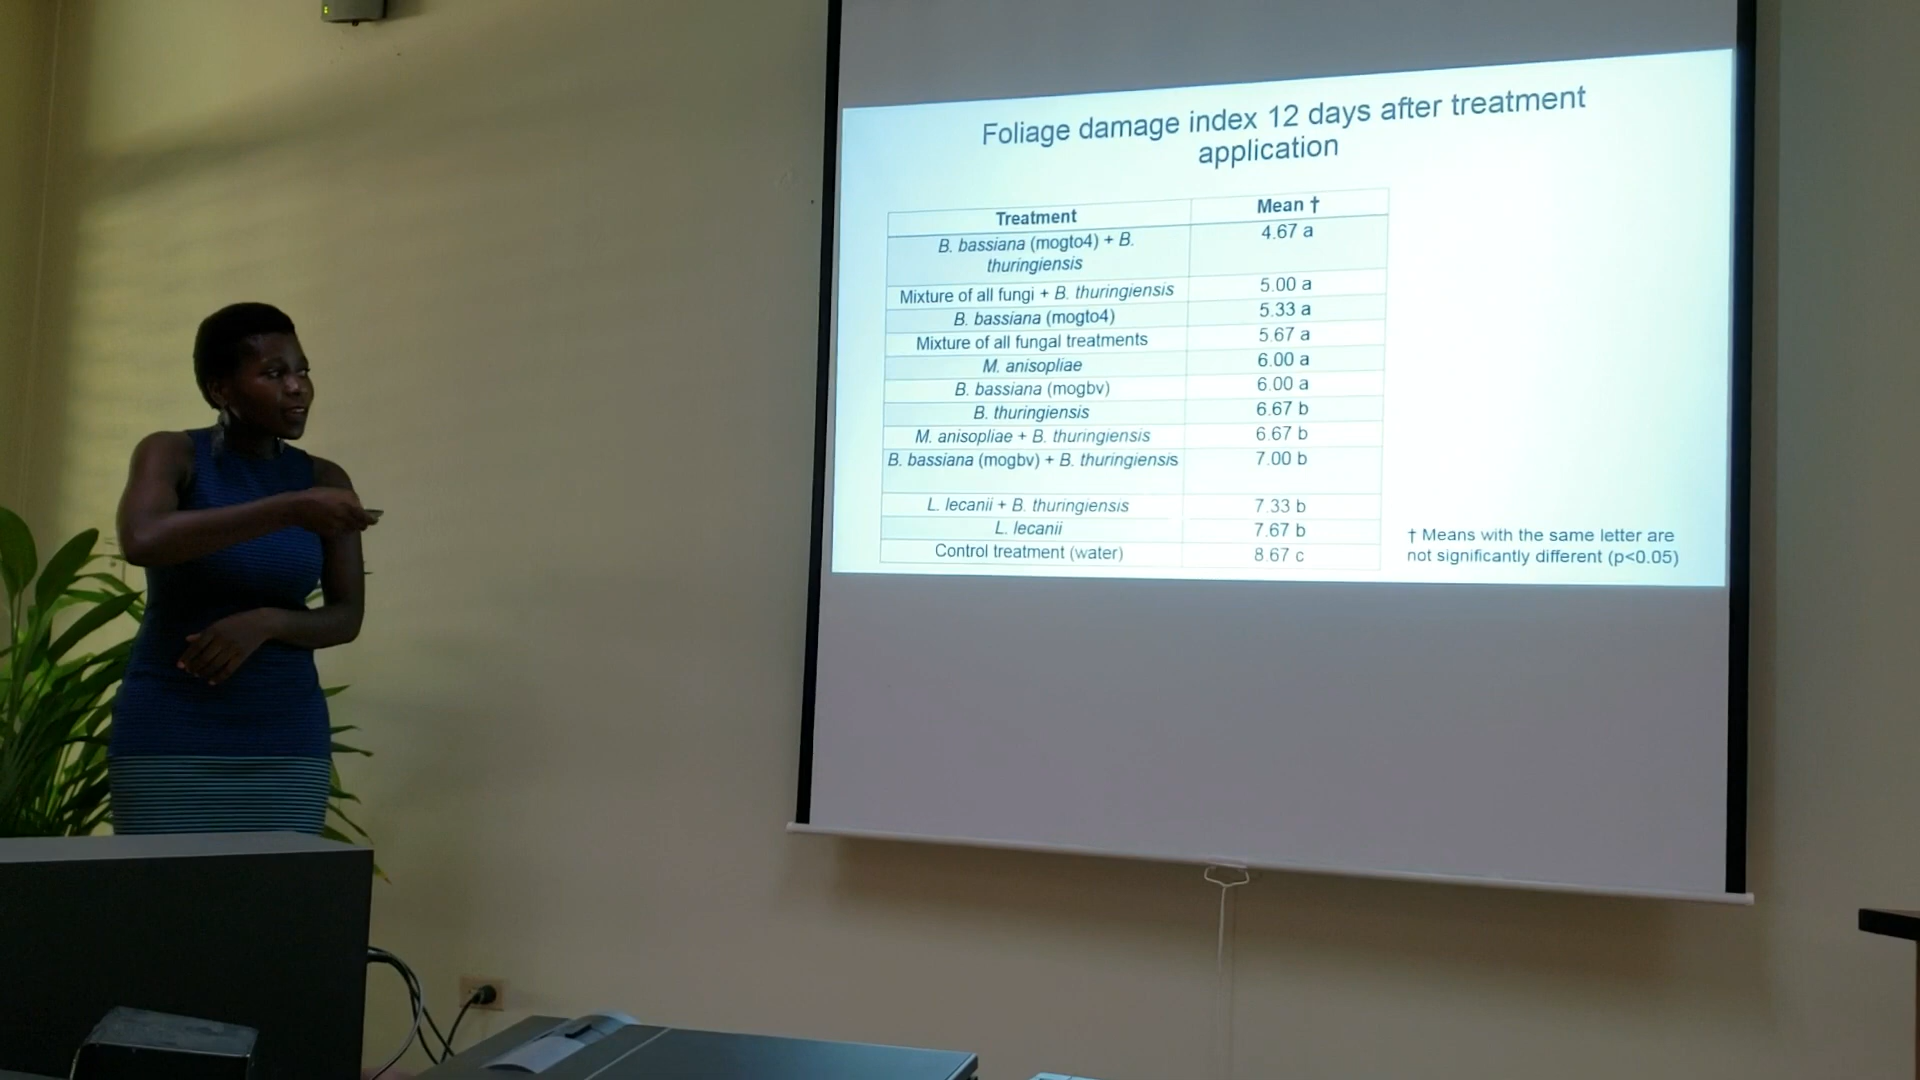 Foliage damage index 12 days after treatment
application
Treatment Mean †
B. bassiana (mogto4) + B. 4.67 a
thuringiensis
Mixture of all fungi + B. thuringiensis 5.00 a
B. bassiana (mogto4) 5.33 a
Mixture of all fungal treatments 5.67 a
M. anisopliae 6.00 a
B. bassiana (mogbv) 6.00 a
B. thuringiensis 6.67 b
M. anisopliae + B. thuringiensis 6.67 b
B. bassiana (mogbv) + B. thuringiensis 7.00 b
L. lecanii + B. thuringiensis 7.33 b
L. lecanii 7.67 b
Control treatment (water) 8.67 c
† Means with the same letter are
not significantly different (p<0.05)